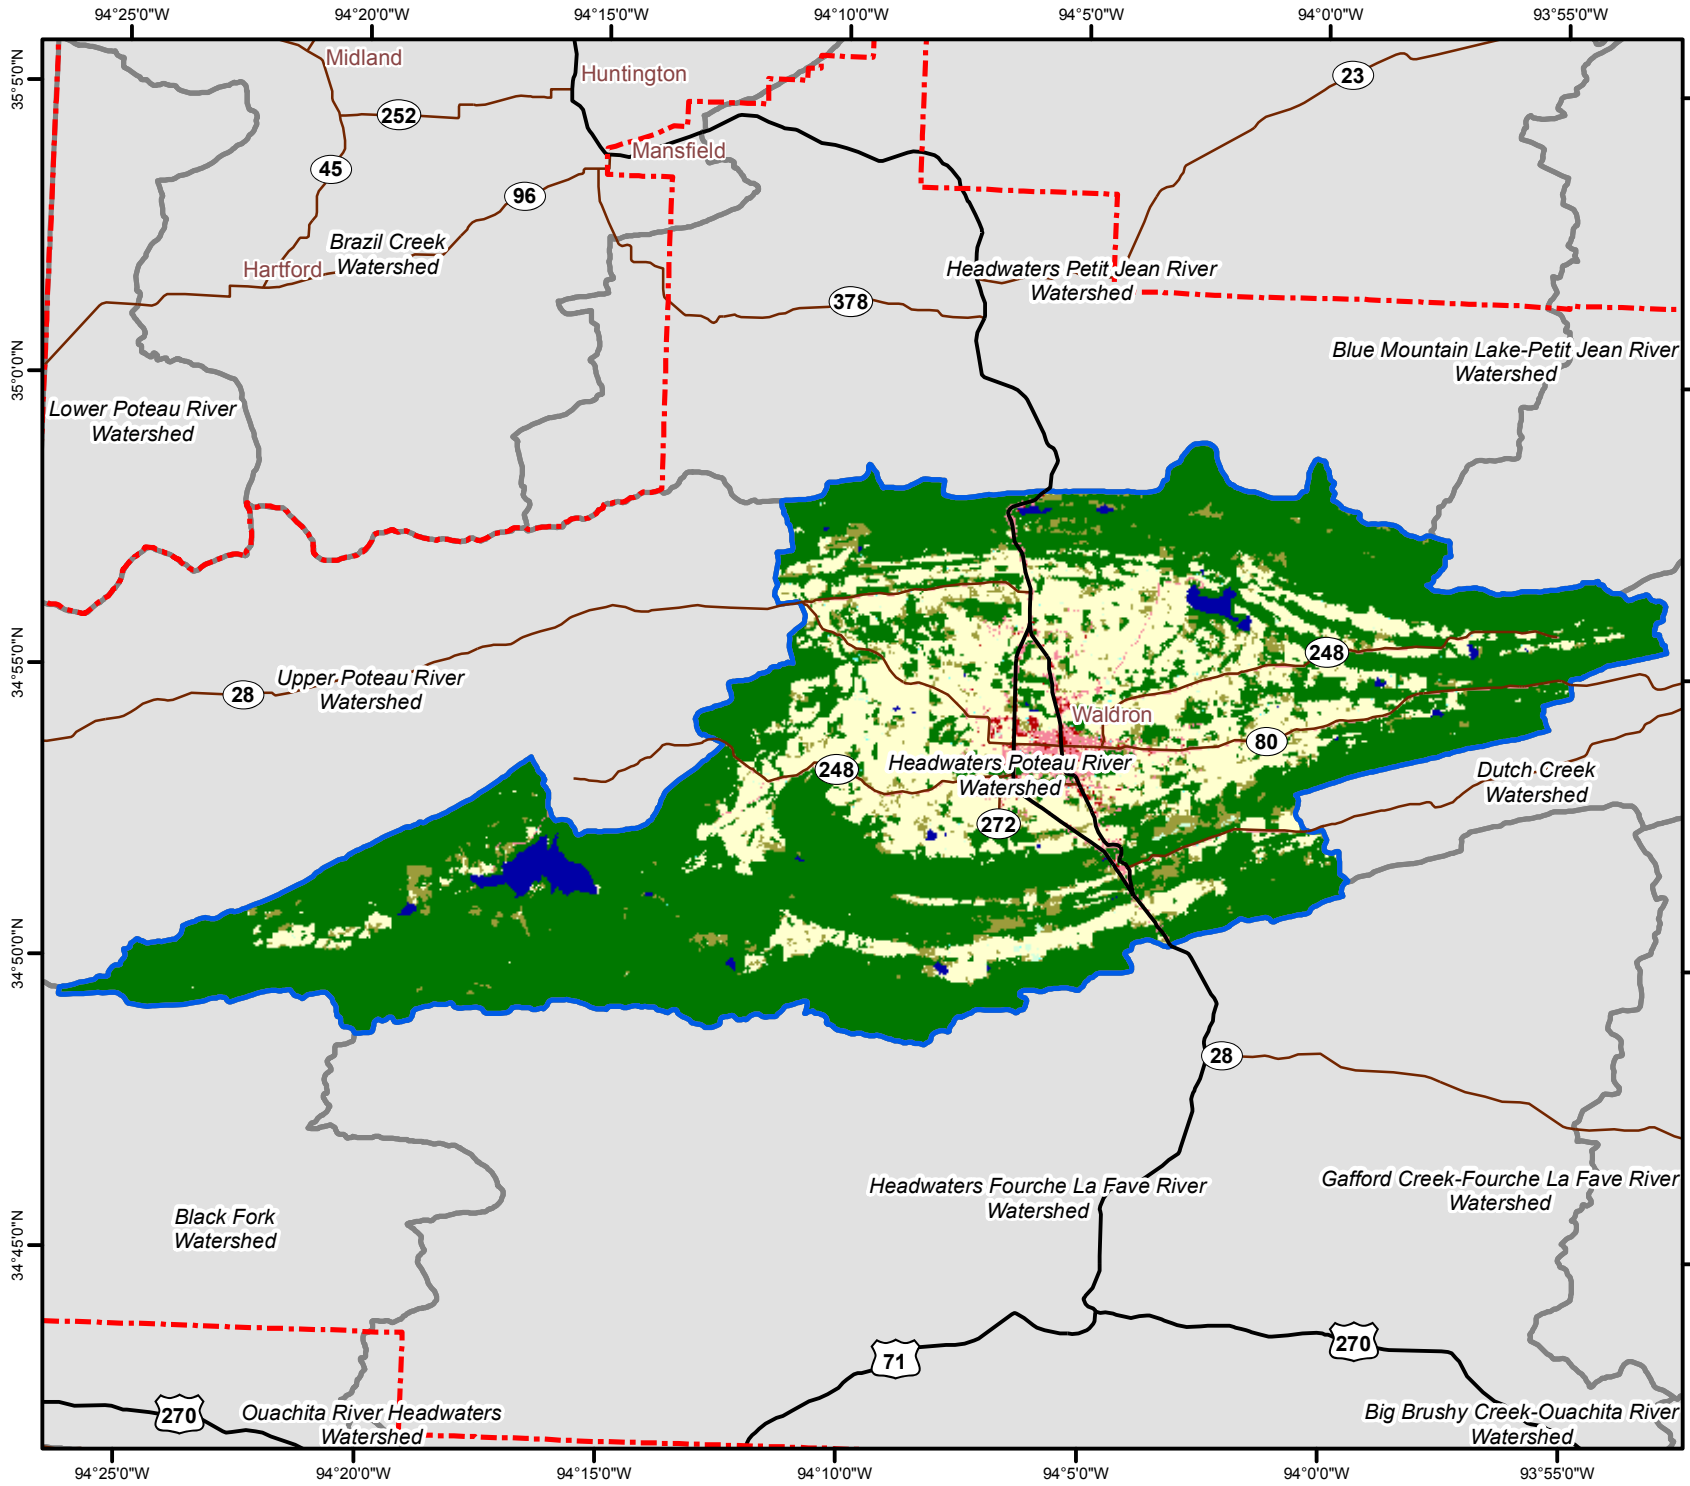 94°25'0"W
94°20'0"W
94°15'0"W
94°10'0"W
94°5'0"W
94°0'0"W
93°55'0"W
Midland
Huntington
23
35°5'0"N
252
Mansfield
45
96
Brazil Creek
Watershed
Hartford
Headwaters Petit Jean River
Watershed
378
35°0'0"N
Blue Mountain Lake-Petit Jean River
Watershed
Lower Poteau River
Watershed
34°55'0"N
248
Upper Poteau River
Watershed
28
Waldron
80
248
Headwaters Poteau River
Watershed
Dutch Creek
Watershed
272
34°50'0"N
28
Headwaters Fourche La Fave River
Watershed
Gafford Creek-Fourche La Fave River
Watershed
Black Fork
Watershed
34°45'0"N
71
270
270
Ouachita River Headwaters
Watershed
Big Brushy Creek-Ouachita River
Watershed
94°25'0"W
94°20'0"W
94°15'0"W
94°10'0"W
94°5'0"W
94°0'0"W
93°55'0"W